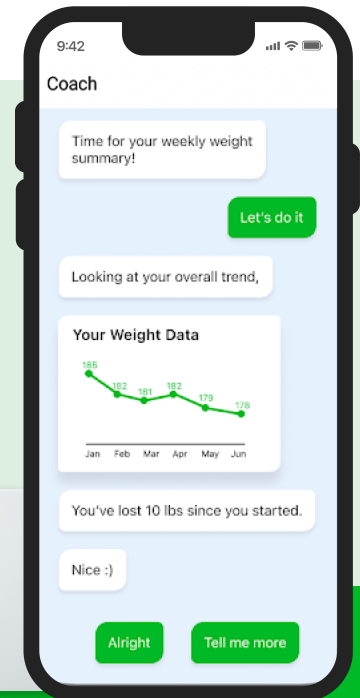 9:42
Coach
Time for your weekly weight
summary!
Let's do it
Looking at your overall trend,
Your Weight Data
185
182
181
182
179
178
Jan Feb Mar Apr May Jun
You've lost 10 lbs since you started.
Nice :)
Alright Tell me more